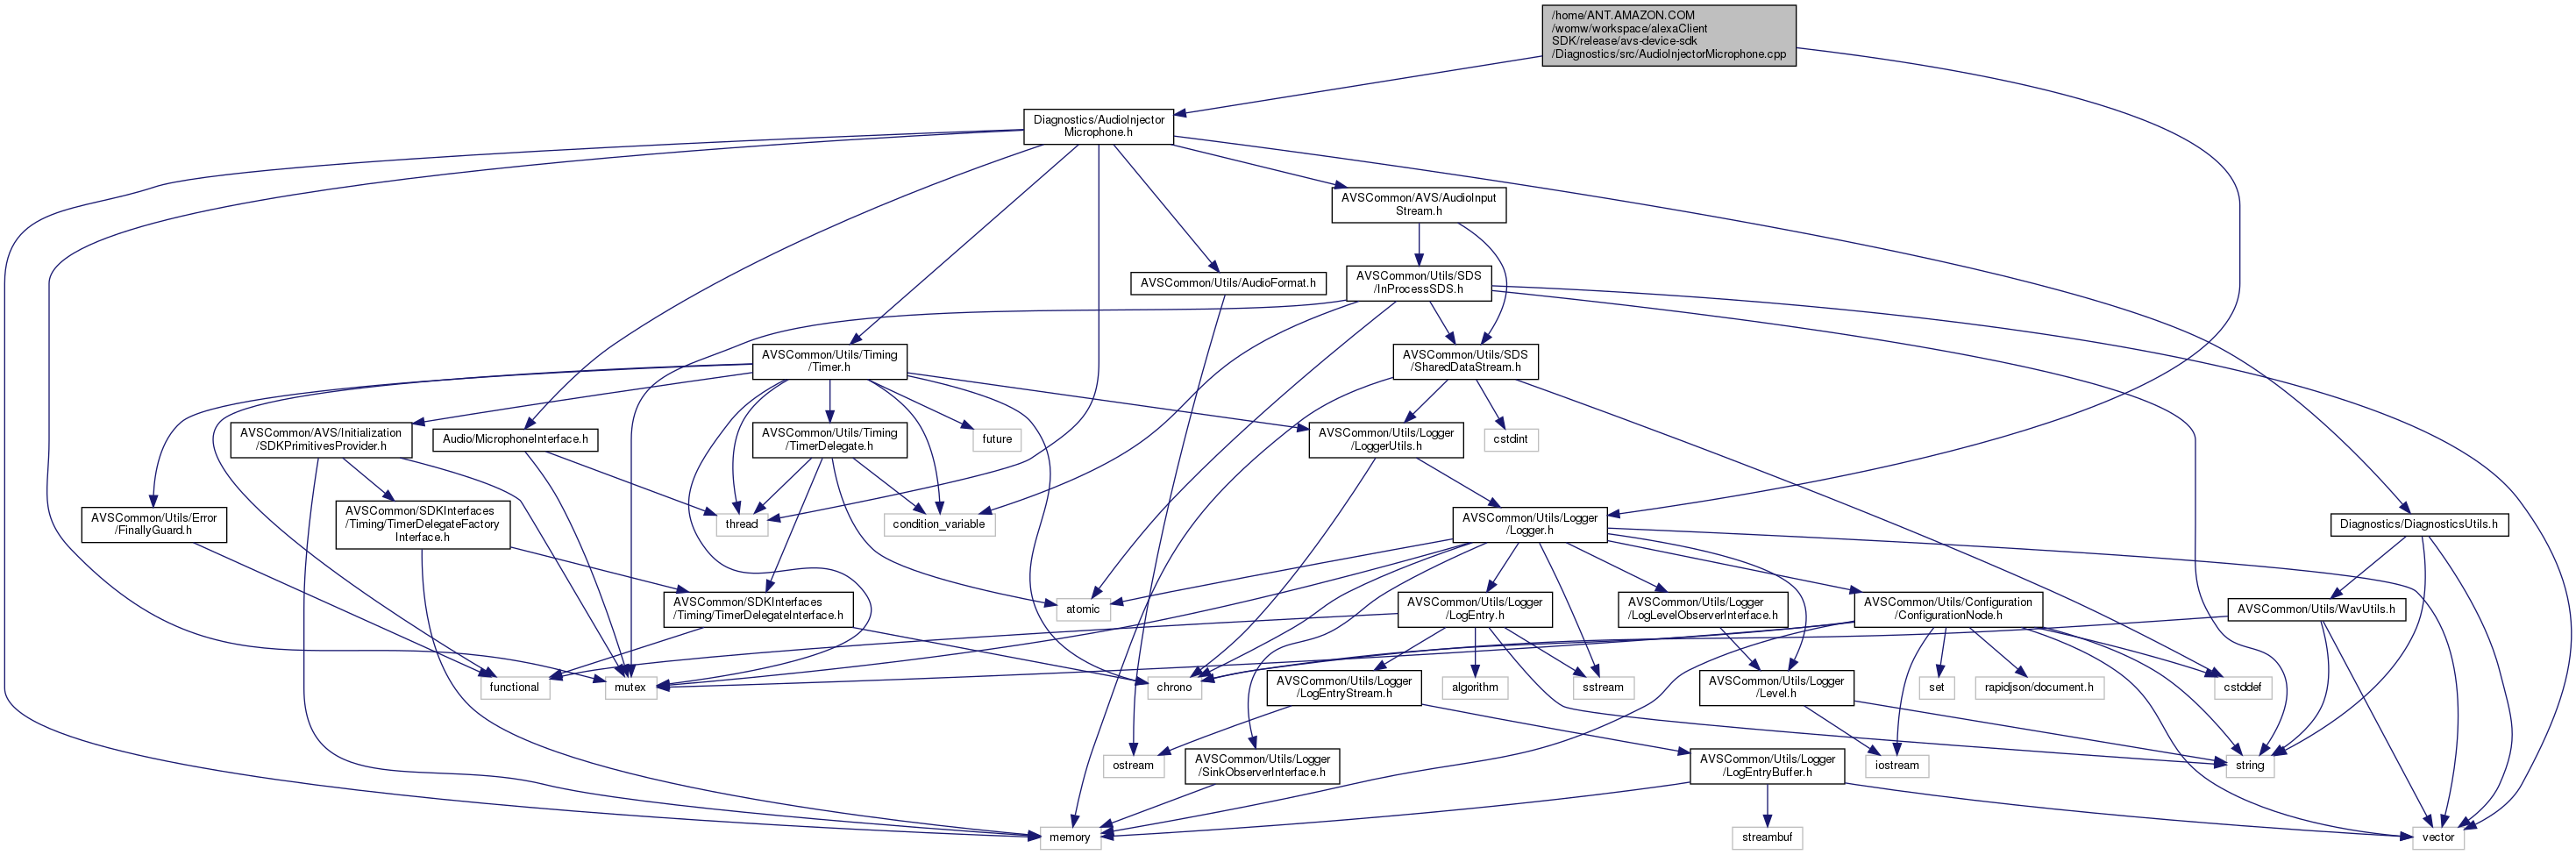 /home/ANT.AMAZON.COM
/womw/workspace/alexaClient
SDK/release/avs-device-sdk
/Diagnostics/src/AudioInjectorMicrophone.cpp
Diagnostics/AudioInjector
Microphone.h
AVSCommon/AVS/AudioInput
Stream.h
AVSCommon/Utils/AudioFormat.h
AVSCommon/Utils/SDS
/InProcessSDS.h
AVSCommon/Utils/Timing
/Timer.h
AVSCommon/Utils/SDS
/SharedDataStream.h
AVSCommon/AVS/Initialization
/SDKPrimitivesProvider.h
Audio/MicrophoneInterface.h
AVSCommon/Utils/Timing
/TimerDelegate.h
future
AVSCommon/Utils/Logger
/LoggerUtils.h
cstdint
AVSCommon/Utils/Error
/FinallyGuard.h
AVSCommon/SDKInterfaces
/Timing/TimerDelegateFactory
Interface.h
thread
condition_variable
AVSCommon/Utils/Logger
/Logger.h
Diagnostics/DiagnosticsUtils.h
AVSCommon/SDKInterfaces
/Timing/TimerDelegateInterface.h
atomic
AVSCommon/Utils/Logger
/LogEntry.h
AVSCommon/Utils/Logger
/LogLevelObserverInterface.h
AVSCommon/Utils/Configuration
/ConfigurationNode.h
AVSCommon/Utils/WavUtils.h
functional
mutex
chrono
AVSCommon/Utils/Logger
/LogEntryStream.h
algorithm
sstream
AVSCommon/Utils/Logger
/Level.h
set
rapidjson/document.h
cstddef
ostream
AVSCommon/Utils/Logger
/SinkObserverInterface.h
AVSCommon/Utils/Logger
/LogEntryBuffer.h
iostream
string
memory
streambuf
vector